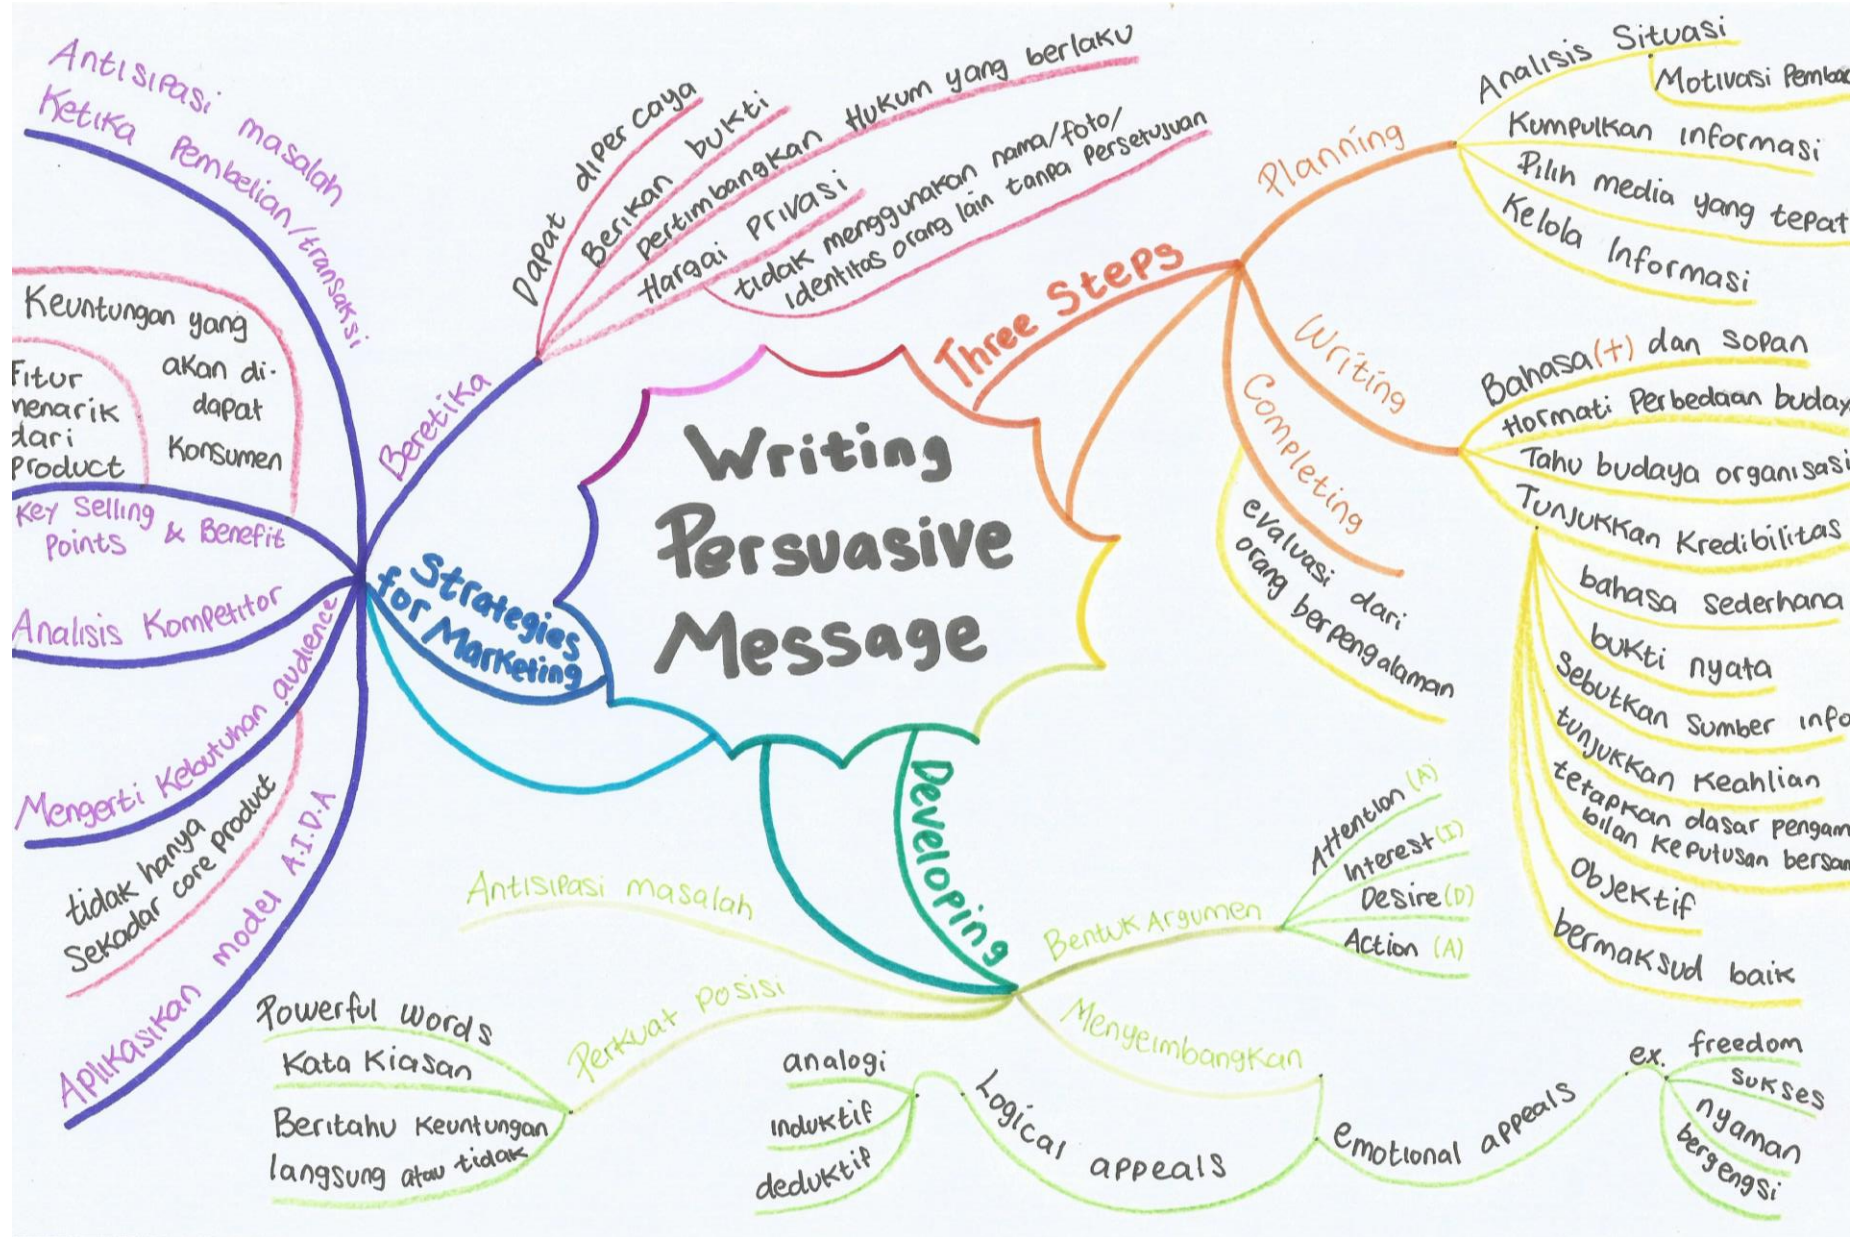 Writing
Persuasive
Message
Three Steps
Planning
Analisis Situasi
Motivasi
Kumpulkan informasi
Pilih media yang tepat
Kelola Informasi
Writing
Bahasa (+) dan sopan
Hormati Perbedaan
Tahu budaya organisasi
Tunjukkan Kredibilitas
bahasa sederhana
bukti nyata
Sebutkan Sumber info
tunjukkan Keahlian
tetapkan dasar
Keputusan
Objektif
bermaksud baik
Completing
evaluasi dari
orang berpengalaman
Developing
Bentuk Argumen
Attention (A)
Interest (I)
Desire (D)
Action (A)
Menyeimbangkan
emotional appeals
ex.
freedom
sukses
nyaman
bergengsi
Logical appeals
analogi
induktif
deduktif
Perkuat posisi
Powerful words
Kata Kiasan
Beritahu Keuntungan
langsung atau tidak
Antisipasi masalah
Strategies
for Marketing
Beretika
Dapat dipercaya
Berikan bukti
pertimbangkan Hukum yang berlaku
Hargai Privasi
tidak menggunakan nama/foto/
identitas orang lain tanpa Persetujuan
Antisipasi masalah
Ketika Pembelian/transaksi
Key Selling
Points & Benefit
Keuntungan yang
akan di-
dapat
Konsumen
Fitur
menarik
dari
Product
Analisis Kompetitor
Mengerti Kebutuhan audience
tidak hanya
Sekadar core product
Aplikasikan model A.I.D.A